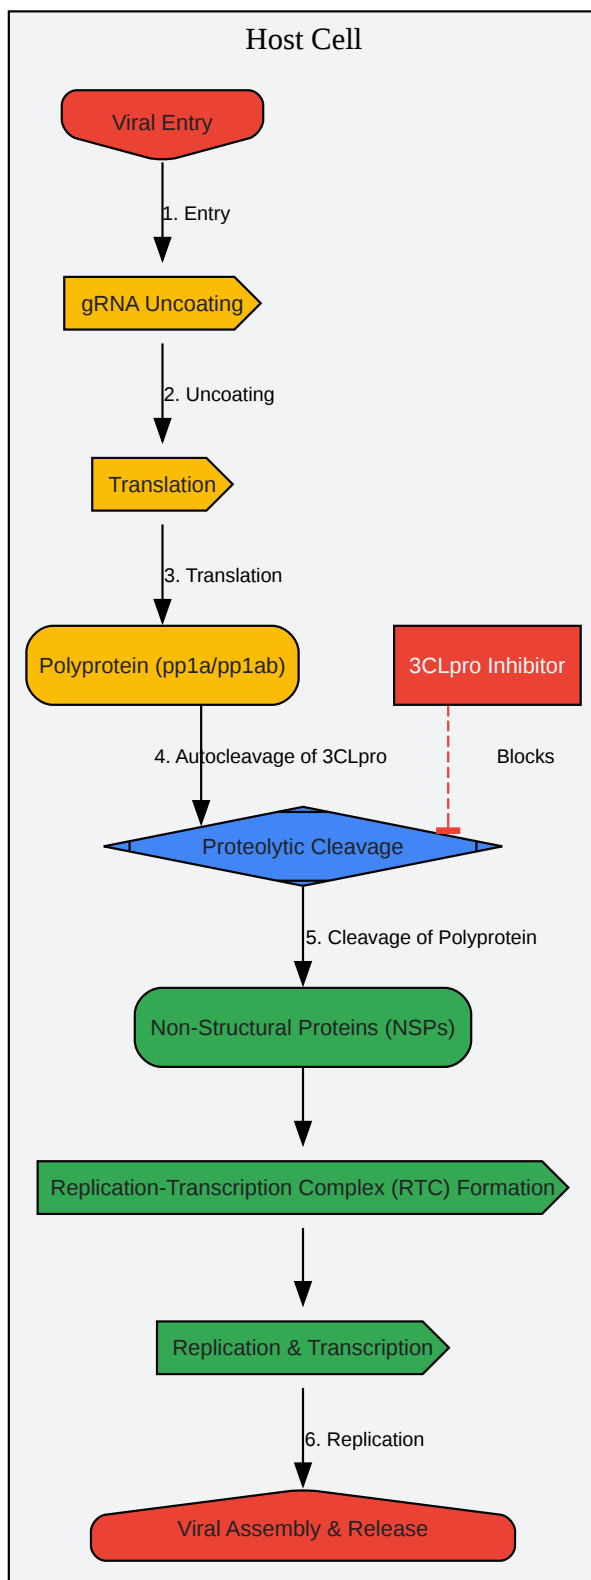 Host Cell
Viral Entry
1. Entry
gRNA Uncoating
2. Uncoating
Translation
3. Translation
Polyprotein (pp1a/pp1ab)
3CLpro Inhibitor
4. Autocleavage of 3CLpro
Blocks
Proteolytic Cleavage
5. Cleavage of Polyprotein
Non-Structural Proteins (NSPs)
Replication-Transcription Complex (RTC) Formation
Replication & Transcription
6. Replication
Viral Assembly & Release